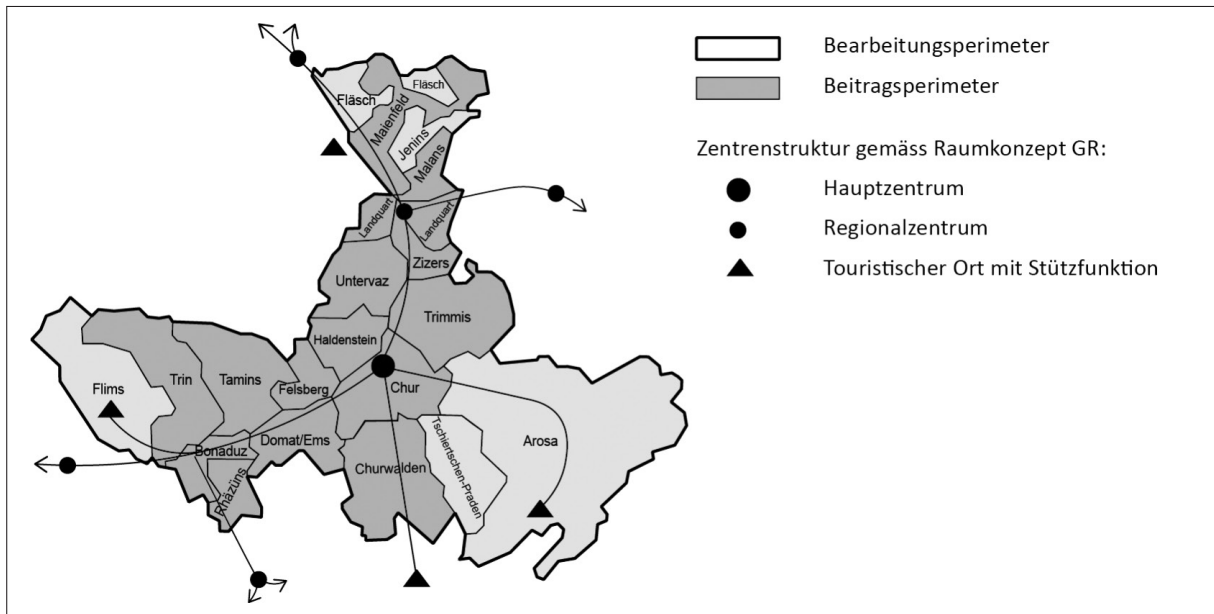 Bearbeitungsperimeter
Beitragsperimeter
Zentrenstruktur gemäss Raumkonzept GR:
Hauptzentrum
Regionalzentrum
Touristischer Ort mit Stützfunktion
Fläsch
Fläsch
Maienfeld
Jenins
Malans
Landquart
Landquart
Zizers
Untervaz
Trimmis
Haldenstein
Flims
Trin
Tamins
Felsberg
Chur
Bonaduz
Domat/Ems
Rhäzüns
Churwalden
Tschiertschen-Praden
Arosa